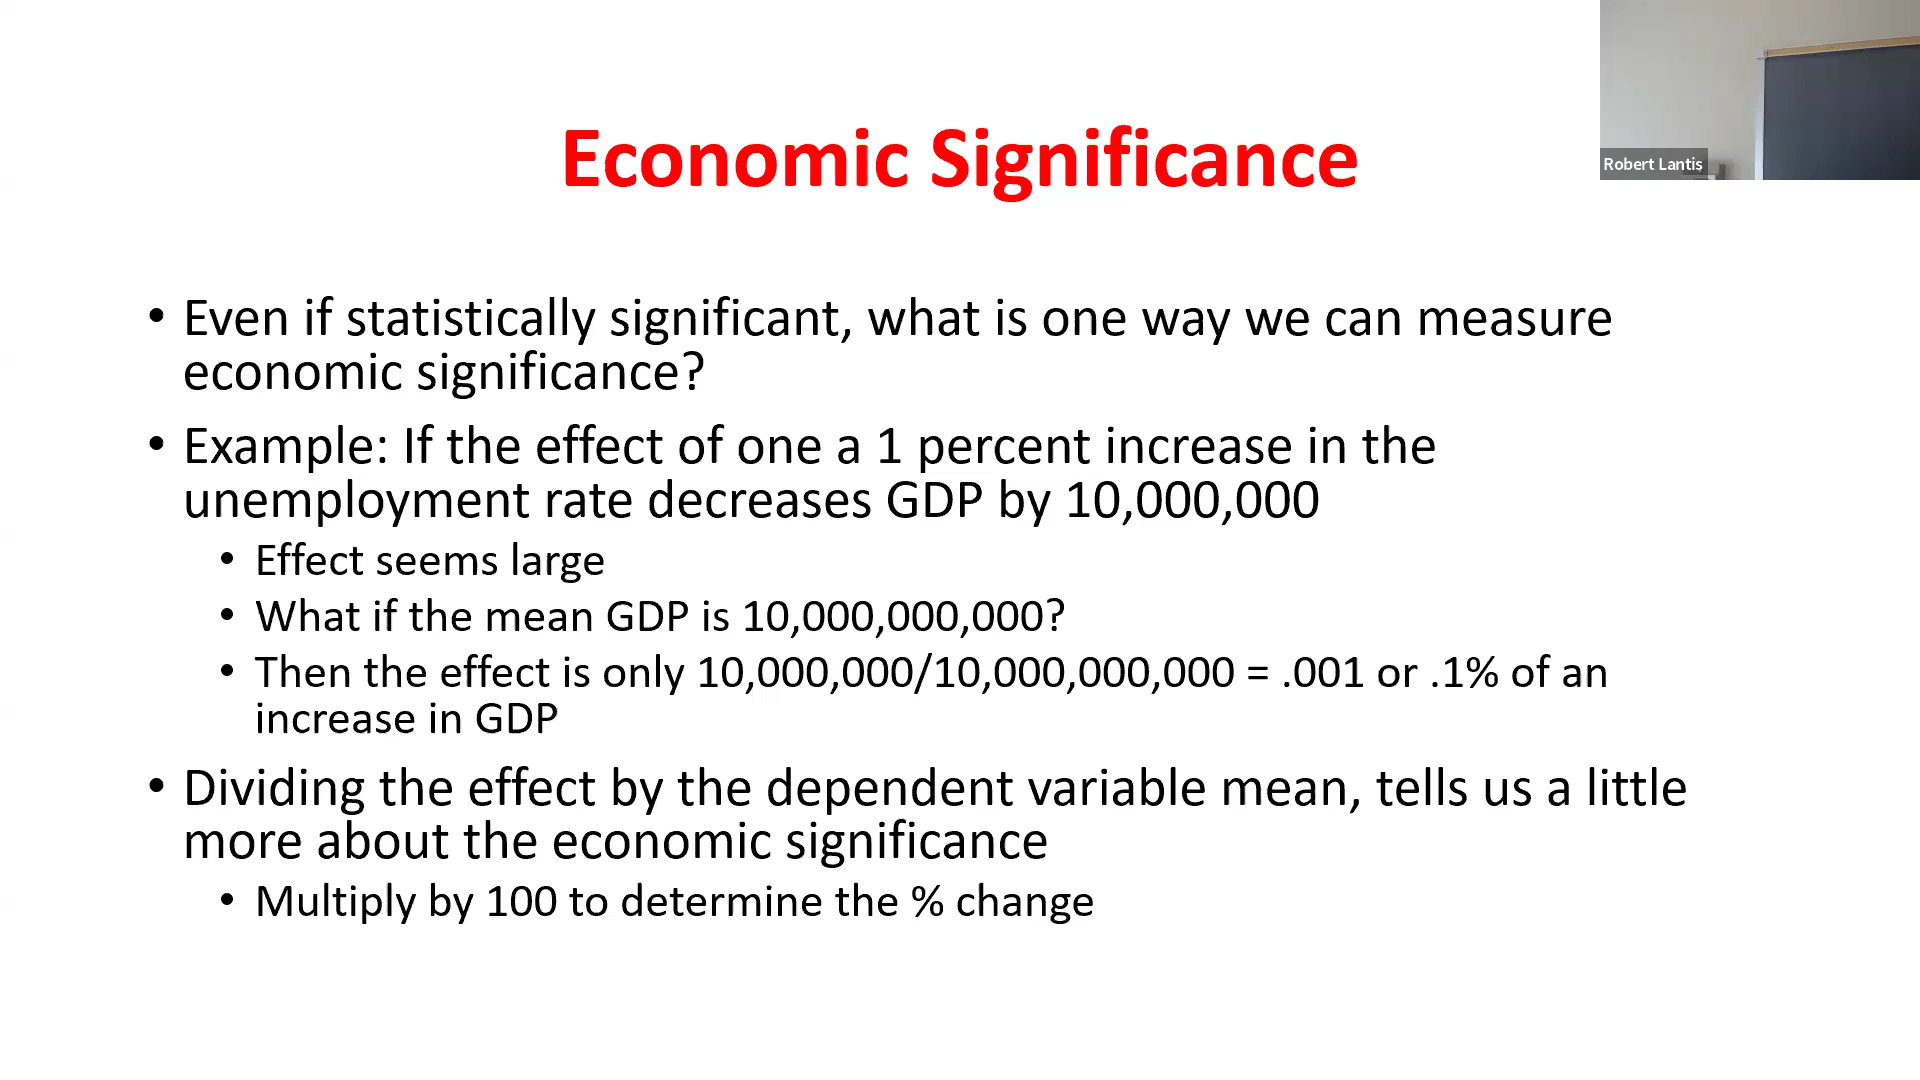 Economic Significance
Robert Lantis
• Even if statistically significant, what is one way we can measure
economic significance?
• Example: If the effect of one a 1 percent increase in the
unemployment rate decreases GDP by 10,000,000
• Effect seems large
• What if the mean GDP is 10,000,000,000?
• Then the effect is only 10,000,000/10,000,000,000 = .001 or .1% of an
increase in GDP
• Dividing the effect by the dependent variable mean, tells us a little
more about the economic significance
• Multiply by 100 to determine the % change